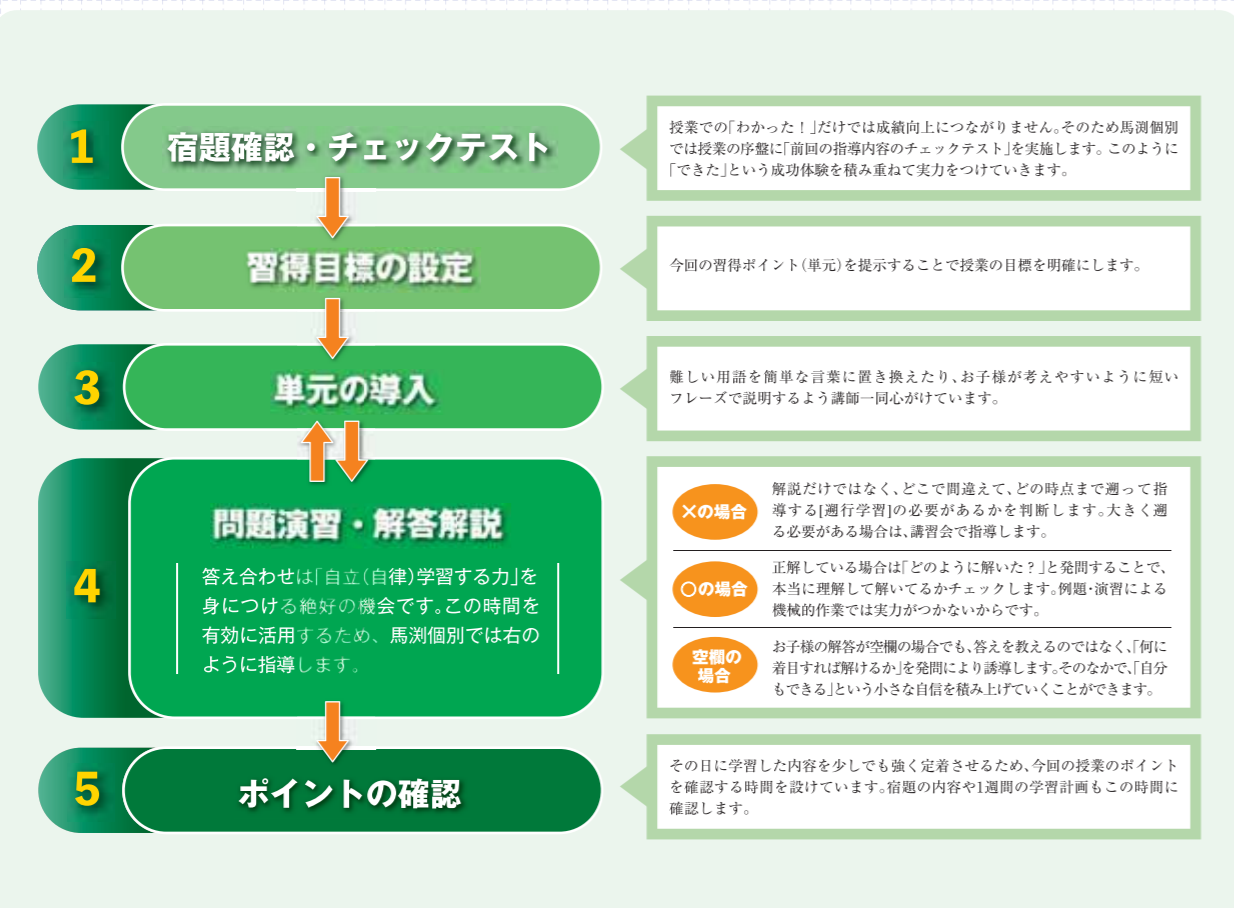 1
宿題確認・チェックテスト
授業での「わかった！」だけでは成績向上につながりません。そのため馬渕個別
では授業の序盤に「前回の指導内容のチェックテスト」を実施します。このように
「できた」という成功体験を積み重ねて実力をつけていきます。
2
習得目標の設定
今回の習得ポイント(単元)を提示することで授業の目標を明確にします。
3
単元の導入
難しい用語を簡単な言葉に置き換えたり、お子様が考えやすいように短い
フレーズで説明するよう講師一同心がけています。
4
問題演習・解答解説
答え合わせは「自立(自律)学習する力」を
身につける絶好の機会です。この時間を
有効に活用するため、馬渕個別では右の
ように指導します。
×の場合
解説だけではなく、どこで間違えて、どの時点まで遡って指
導する[遡行学習]の必要があるかを判断します。大きく遡
る必要がある場合は、講習会で指導します。
○の場合
正解している場合は「どのように解いた？」と発問することで、
本当に理解して解いてるかチェックします。例題・演習による
機械的作業では実力がつかないからです。
空欄の
場合
お子様の解答が空欄の場合でも、答えを教えるのではなく、「何に
着目すれば解けるか」を発問により誘導します。そのなかで、「自分
もできる」という小さな自信を積み上げていくことができます。
5
ポイントの確認
その日に学習した内容を少しでも強く定着させるため、今回の授業のポイント
を確認する時間を設けています。宿題の内容や1週間の学習計画もこの時間に
確認します。